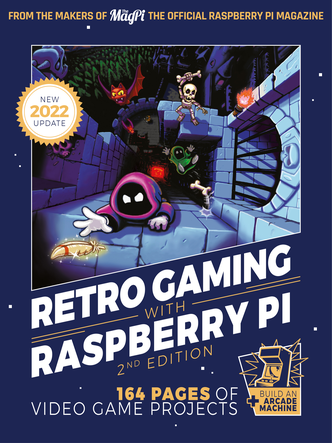 FROM THE MAKERS OF The MagPi THE OFFICIAL RASPBERRY PI MAGAZINE
NEW
2022
UPDATE
RETRO GAMING
WITH
RASPBERRY PI
2ND EDITION
164 PAGES OF
VIDEO GAME PROJECTS
+ BUILD AN
ARCADE
MACHINE